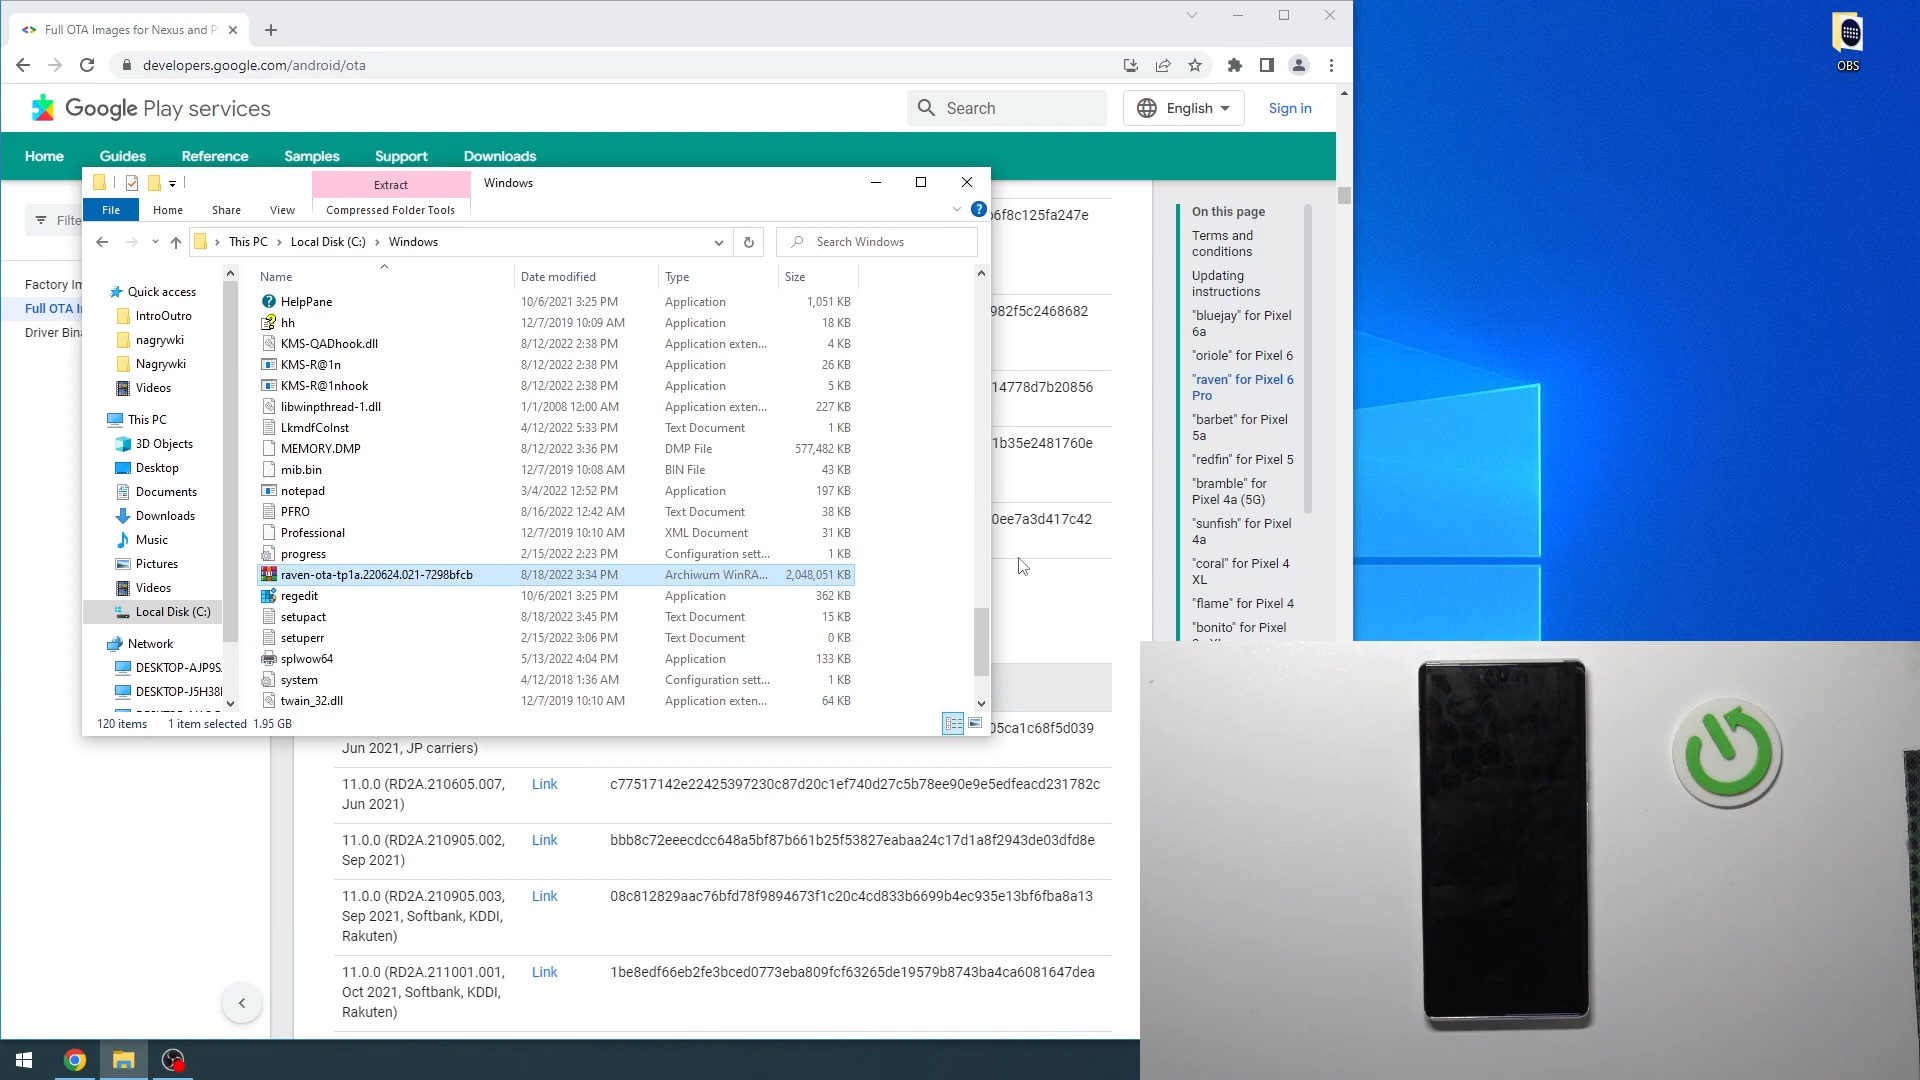 Full OTA Images for Nexus and P
developers.google.com/android/ota
Google Play services
Search
English
Sign in
Home
Guides
Reference
Samples
Support
Downloads
Filte
Factory Im
Full OTA I
Driver Bina
Extract
Windows
File
Home
Share
View
Compressed Folder Tools
This PC
Local Disk (C:)
Windows
Search Windows
Name
Date modified
Type
Size
Quick access
IntroOutro
nagrywki
Nagrywki
Videos
This PC
3D Objects
Desktop
Documents
Downloads
Music
Pictures
Videos
Local Disk (C:)
Network
DESKTOP-AJP9S
DESKTOP-J5H38
HelpPane 10/6/2021 3:25 PM Application 1,051 KB
hh 12/7/2019 10:09 AM Application 18 KB
KMS-QADhook.dll 8/12/2022 2:38 PM Application exten... 4 KB
KMS-R@1n 8/12/2022 2:38 PM Application 26 KB
KMS-R@1nhook 8/12/2022 2:38 PM Application 5 KB
libwinpthread-1.dll 1/1/2008 12:00 AM Application exten... 227 KB
LkmdfCoInst 4/12/2022 5:33 PM Text Document 1 KB
MEMORY.DMP 8/12/2022 3:36 PM DMP File 577,482 KB
mib.bin 12/7/2019 10:08 AM BIN File 43 KB
notepad 3/4/2022 12:52 PM Application 197 KB
PFRO 8/16/2022 12:42 AM Text Document 38 KB
Professional 12/7/2019 10:10 AM XML Document 31 KB
progress 2/15/2022 2:23 PM Configuration sett... 1 KB
raven-ota-tp1a.220624.021-7298bfcb 8/18/2022 3:34 PM Archiwum WinRA... 2,048,051 KB
regedit 10/6/2021 3:25 PM Application 362 KB
setupact 8/18/2022 3:45 PM Text Document 15 KB
setuperr 2/15/2022 3:06 PM Text Document 0 KB
splwow64 5/13/2022 4:04 PM Application 133 KB
system 4/12/2018 1:36 AM Configuration sett... 1 KB
twain_32.dll 12/7/2019 10:10 AM Application exten... 64 KB
120 items 1 item selected 1.95 GB
6f8c125fa247e
982f5c2468682
14778d7b20856
1b35e2481760e
0ee7a3d417c42
05ca1c68f5d039
Jun 2021, JP carriers)
11.0.0 (RD2A.210605.007, Link c77517142e22425397230c87d20c1ef740d27c5b78ee90e9e5edfeacd231782c
Jun 2021)
11.0.0 (RD2A.210905.002, Link bbb8c72eeecdcc648a5bf87b661b25f53827eabaa24c17d1a8f2943de03dfd8e
Sep 2021)
11.0.0 (RD2A.210905.003, Link 08c812829aac76bfd78f9894673f1c20c4cd833b6699b4ec935e13bf6fba8a13
Sep 2021, Softbank, KDDI,
Rakuten)
11.0.0 (RD2A.211001.001, Link 1be8edf66eb2fe3bced0773eba809fcf63265de19579b8743ba4ca6081647dea
Oct 2021, Softbank, KDDI,
Rakuten)
On this page
Terms and
conditions
Updating
instructions
"bluejay" for Pixel
6a
"oriole" for Pixel 6
"raven" for Pixel 6
Pro
"barbet" for Pixel
5a
"redfin" for Pixel 5
"bramble" for
Pixel 4a (5G)
"sunfish" for Pixel
4a
"coral" for Pixel 4
XL
"flame" for Pixel 4
"bonito" for Pixel
OBS